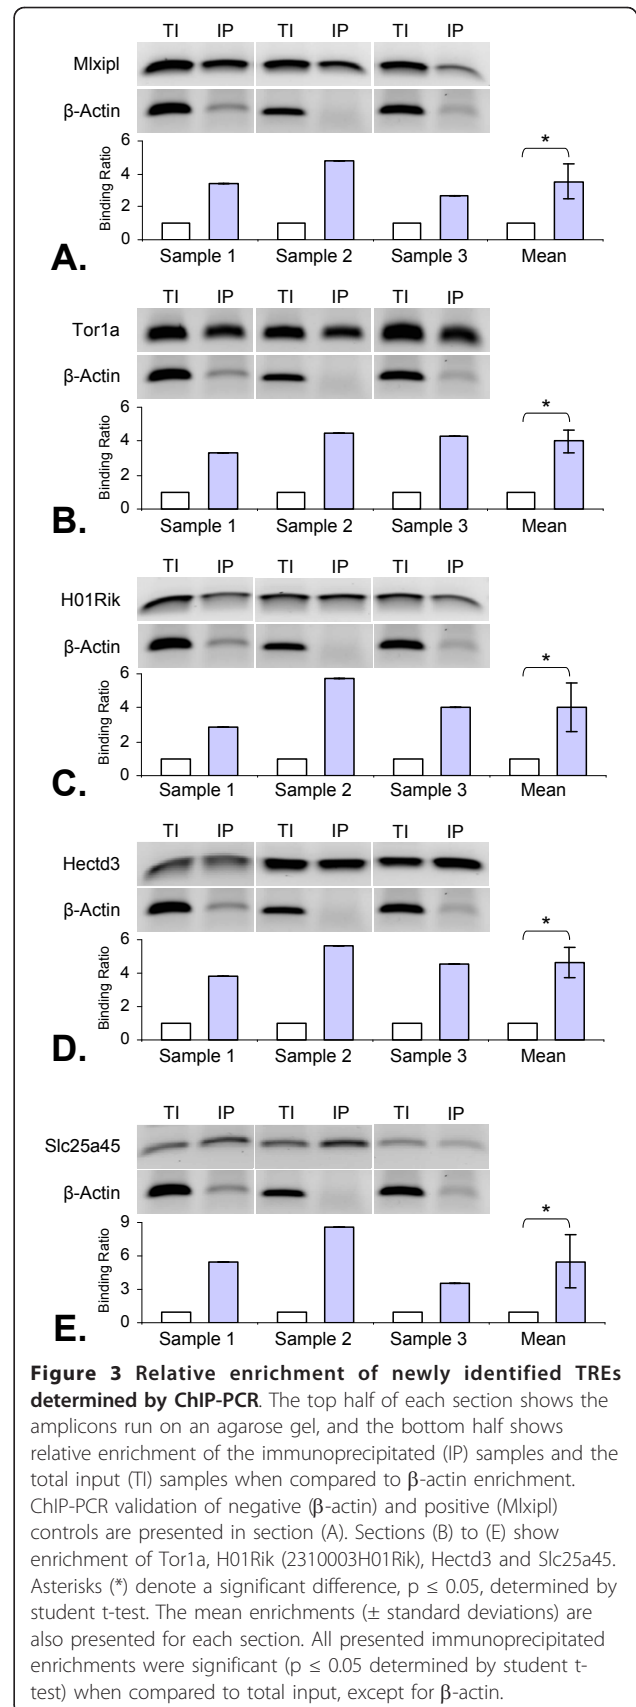 TI IP TI IP TI IP
Mlxipl
β-Actin
Binding Ratio
6
4
2
0
*
Sample 1 Sample 2 Sample 3 Mean
A.
TI IP TI IP TI IP
Tor1a
β-Actin
Binding Ratio
6
4
2
0
*
Sample 1 Sample 2 Sample 3 Mean
B.
TI IP TI IP TI IP
H01Rik
β-Actin
Binding Ratio
6
4
2
0
*
Sample 1 Sample 2 Sample 3 Mean
C.
TI IP TI IP TI IP
Hectd3
β-Actin
Binding Ratio
6
4
2
0
*
Sample 1 Sample 2 Sample 3 Mean
D.
TI IP TI IP TI IP
Slc25a45
β-Actin
Binding Ratio
9
6
3
0
*
Sample 1 Sample 2 Sample 3 Mean
E.
Figure 3 Relative enrichment of newly identified TREs
determined by ChIP-PCR. The top half of each section shows the
amplicons run on an agarose gel, and the bottom half shows
relative enrichment of the immunoprecipitated (IP) samples and the
total input (TI) samples when compared to β-actin enrichment.
ChIP-PCR validation of negative (β-actin) and positive (Mlxipl)
controls are presented in section (A). Sections (B) to (E) show
enrichment of Tor1a, H01Rik (2310003H01Rik), Hectd3 and Slc25a45.
Asterisks (*) denote a significant difference, p ≤ 0.05, determined by
student t-test. The mean enrichments (± standard deviations) are
also presented for each section. All presented immunoprecipitated
enrichments were significant (p ≤ 0.05 determined by student t-
test) when compared to total input, except for β-actin.